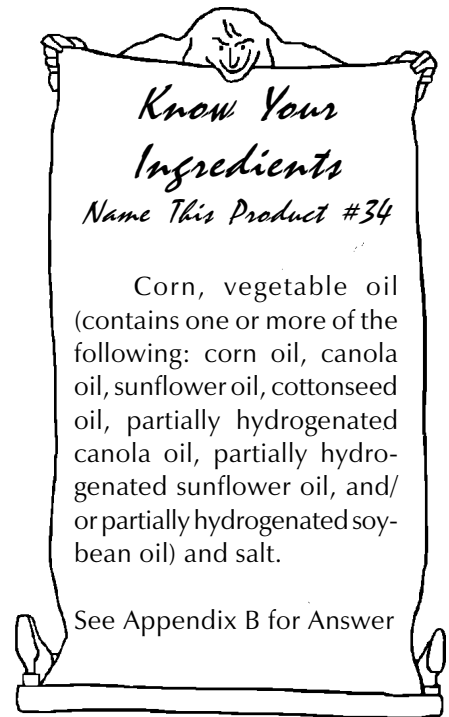 Know Your
Ingredients
Name This Product #34
Corn, vegetable oil
(contains one or more of the
following: corn oil, canola
oil, sunflower oil, cottonseed
oil, partially hydrogenated
canola oil, partially hydro-
genated sunflower oil, and/
or partially hydrogenated soy-
bean oil) and salt.
See Appendix B for Answer